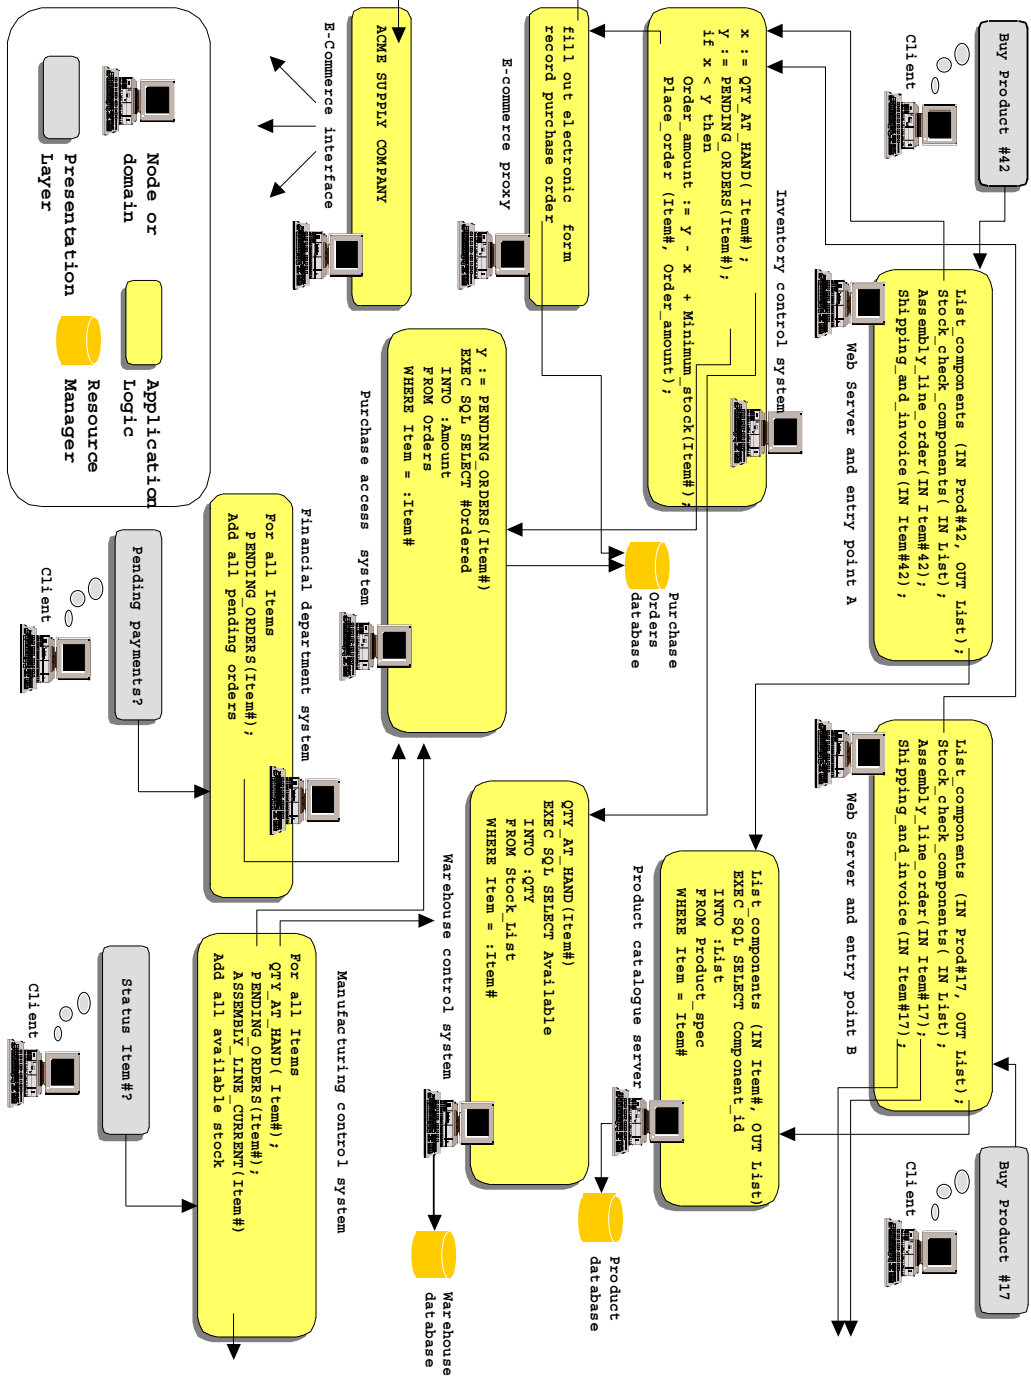 Buy Product #42
Client
List_components (IN Prod#42, OUT List);
Stock_check_components( IN List);
Assembly_line_order(IN Item#42);
Shipping_and_invoice(IN Item#42);
Web Server and entry point A
Buy Product #17
Client
List_components (IN Prod#17, OUT List);
Stock_check_components( IN List);
Assembly_line_order(IN Item#17);
Shipping_and_invoice(IN Item#17);
Web Server and entry point B
Inventory control system
x := QTY_AT_HAND( Item#);
y := PENDING_ORDERS(Item#);
if x < y then
Order_amount := y - x + Minimum_stock(Item#);
Place_order (Item#, Order_amount);
List_components (IN Item#, OUT List)
EXEC SQL SELECT Component_id
INTO :List
FROM Product_spec
WHERE Item = Item#
Product catalogue server
Product
database
Purchase
Orders
database
fill out electronic form
record purchase order
E-commerce proxy
QTY_AT_HAND(Item#)
EXEC SQL SELECT Available
INTO :QTY
FROM Stock_List
WHERE Item = :Item#
Warehouse control system
Warehouse
database
y := PENDING_ORDERS(Item#)
EXEC SQL SELECT #Ordered
INTO :Amount
FROM Orders
WHERE Item = :Item#
Purchase access system
ACME SUPPLY COMPANY
E-Commerce interface
Financial department system
For all Items
PENDING_ORDERS(Item#);
Add all pending orders
Pending payments?
Client
Manufacturing control system
For all Items
QTY_AT_HAND( Item#);
PENDING_ORDERS(Item#);
ASSEMBLY_LINE_CURRENT(Item#)
Add all available stock
Status Item#?
Client
Node or
domain
Application
Logic
Presentation
Layer
Resource
Manager